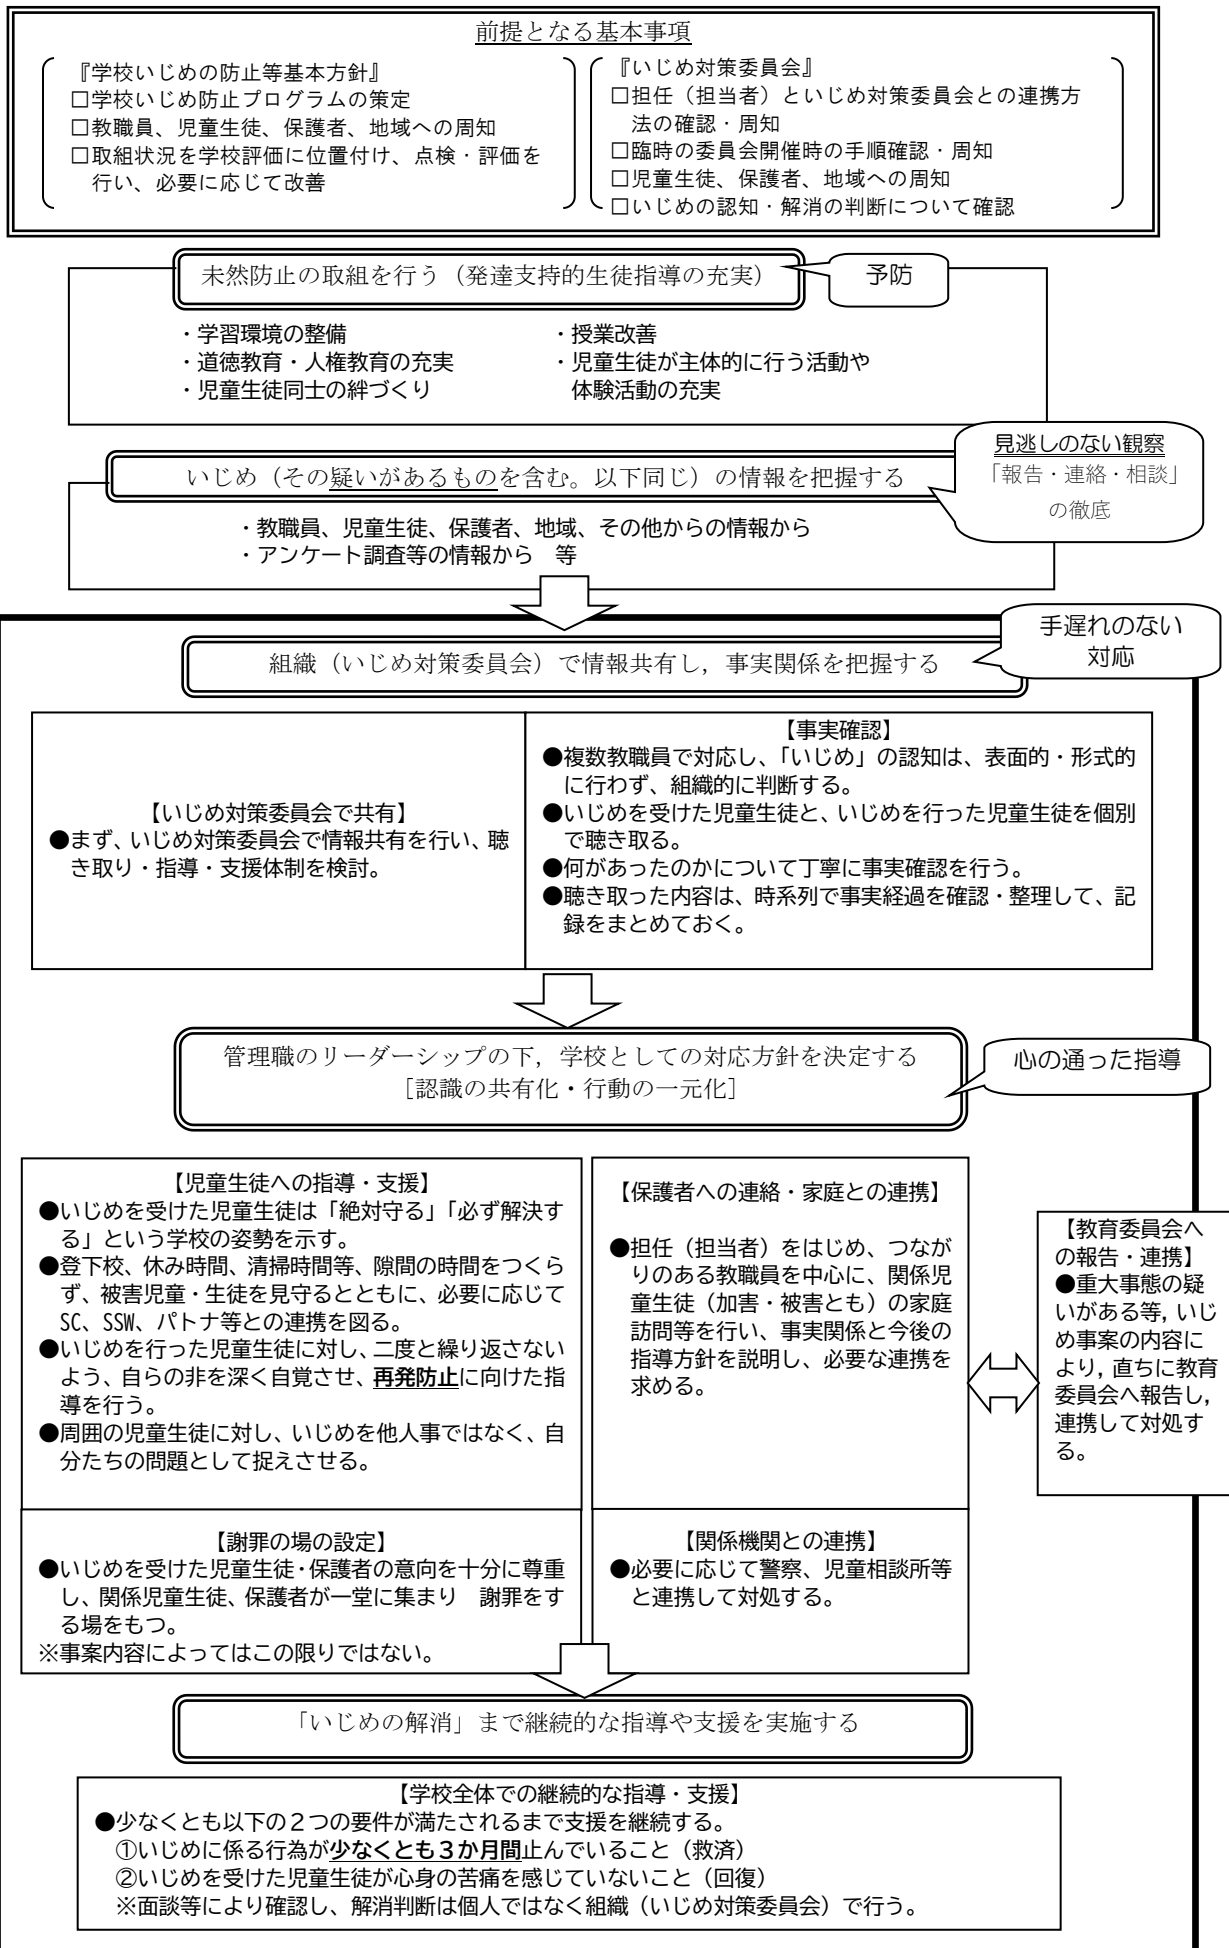 前提となる基本事項
『学校いじめの防止等基本方針』
□学校いじめ防止プログラムの策定
□教職員、児童生徒、保護者、地域への周知
□取組状況を学校評価に位置付け、点検・評価を
行い、必要に応じて改善
『いじめ対策委員会』
□担任（担当者）といじめ対策委員会との連携方
法の確認・周知
□臨時の委員会開催時の手順確認・周知
□児童生徒、保護者、地域への周知
□いじめの認知・解消の判断について確認
未然防止の取組を行う（発達支持的生徒指導の充実）
予防
・学習環境の整備
・道徳教育・人権教育の充実
・児童生徒同士の絆づくり
・授業改善
・児童生徒が主体的に行う活動や
体験活動の充実
見逃しのない観察
「報告・連絡・相談」
の徹底
いじめ（その疑いがあるものを含む。以下同じ）の情報を把握する
・教職員、児童生徒、保護者、地域、その他からの情報から
・アンケート調査等の情報から　等
手遅れのない
対応
組織（いじめ対策委員会）で情報共有し，事実関係を把握する
【いじめ対策委員会で共有】
●まず、いじめ対策委員会で情報共有を行い、聴
き取り・指導・支援体制を検討。
【事実確認】
●複数教職員で対応し、「いじめ」の認知は、表面的・形式的
に行わず、組織的に判断する。
●いじめを受けた児童生徒と、いじめを行った児童生徒を個別
で聴き取る。
●何があったのかについて丁寧に事実確認を行う。
●聴き取った内容は、時系列で事実経過を確認・整理して、記
録をまとめておく。
管理職のリーダーシップの下，学校としての対応方針を決定する
［認識の共有化・行動の一元化］
心の通った指導
【児童生徒への指導・支援】
●いじめを受けた児童生徒は「絶対守る」「必ず解決す
る」という学校の姿勢を示す。
●登下校、休み時間、清掃時間等、隙間の時間をつくら
ず、被害児童・生徒を見守るとともに、必要に応じて
SC、SSW、パトナ等との連携を図る。
●いじめを行った児童生徒に対し、二度と繰り返さない
よう、自らの非を深く自覚させ、再発防止に向けた指
導を行う。
●周囲の児童生徒に対し、いじめを他人事ではなく、自
分たちの問題として捉えさせる。
【保護者への連絡・家庭との連携】
●担任（担当者）をはじめ、つなが
りのある教職員を中心に、関係児
童生徒（加害・被害とも）の家庭
訪問等を行い、事実関係と今後の
指導方針を説明し、必要な連携を
求める。
【教育委員会へ
の報告・連携】
●重大事態の疑
いがある等，いじ
め事案の内容に
より，直ちに教育
委員会へ報告し，
連携して対処す
る。
【謝罪の場の設定】
●いじめを受けた児童生徒・保護者の意向を十分に尊重
し、関係児童生徒、保護者が一堂に集まり　謝罪をす
る場をもつ。
※事案内容によってはこの限りではない。
【関係機関との連携】
●必要に応じて警察、児童相談所等
と連携して対処する。
「いじめの解消」まで継続的な指導や支援を実施する
【学校全体での継続的な指導・支援】
●少なくとも以下の２つの要件が満たされるまで支援を継続する。
①いじめに係る行為が少なくとも３か月間止んでいること（救済）
②いじめを受けた児童生徒が心身の苦痛を感じていないこと（回復）
※面談等により確認し、解消判断は個人ではなく組織（いじめ対策委員会）で行う。